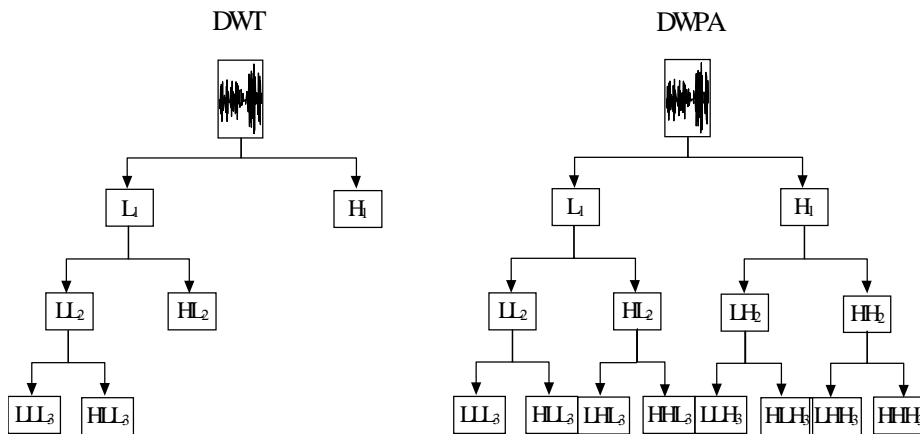 DWT DWPA
L₁ H₁ L₁ H₁
LL₂ HL₂ LL₂ HL₂ LH₂ HH₂
LLL₃ HLL₃ LLL₃ HLL₃ LHL₃ HHL₃ LLH₃ HLH₃ LHH₃ HHH₃